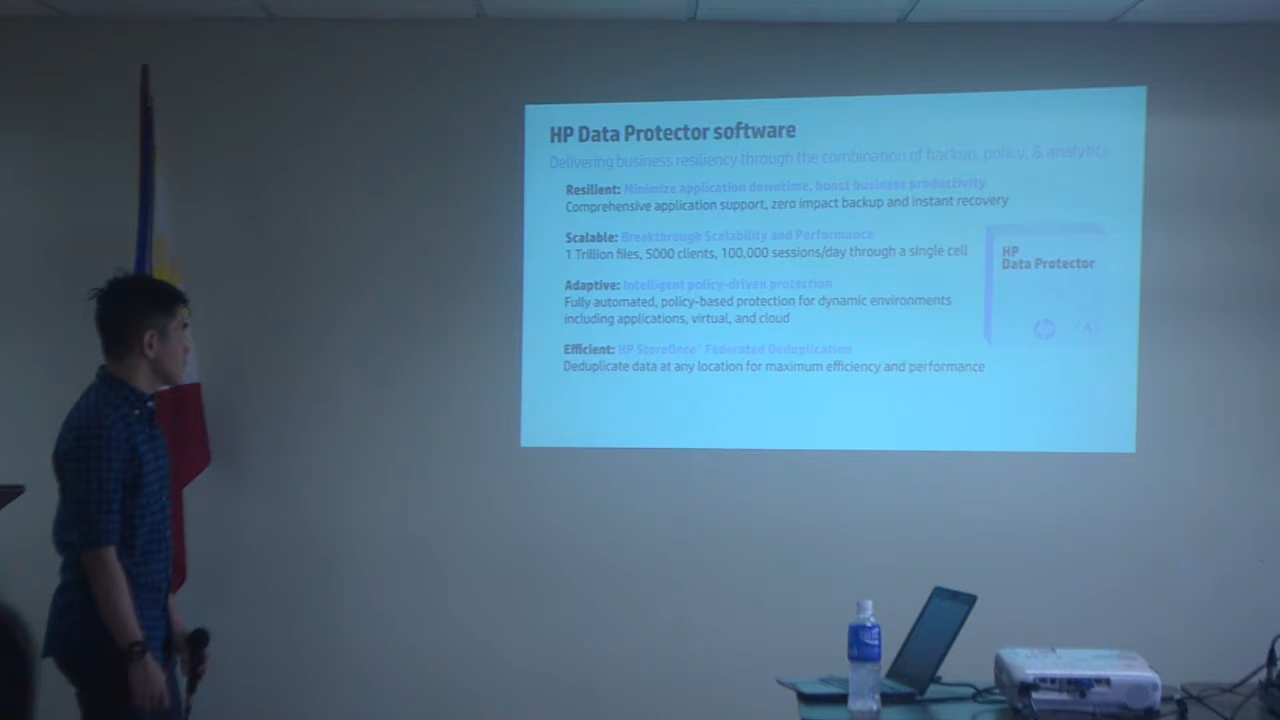 HP Data Protector software
Delivering business resiliency through the combination of backup, policy, & analytics
Resilient: Minimize application downtime, boost business productivity
Comprehensive application support, zero impact backup and instant recovery
Scalable: Breakthrough Scalability and Performance
1 Trillion files, 5000 clients, 100,000 sessions/day through a single cell
Adaptive: Intelligent policy-driven protection
Fully automated, policy-based protection for dynamic environments
including applications, virtual, and cloud
Efficient: HP StoreOnce™ Federated Deduplication
Deduplicate data at any location for maximum efficiency and performance
HP
Data Protector
hp